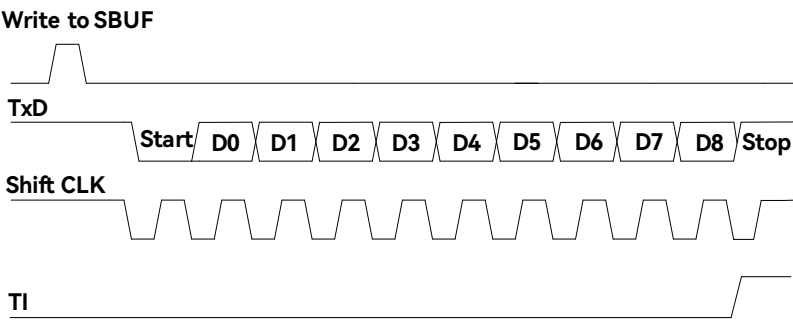 Write to SBUF
TxD
Start D0 D1 D2 D3 D4 D5 D6 D7 D8 Stop
Shift CLK
TI